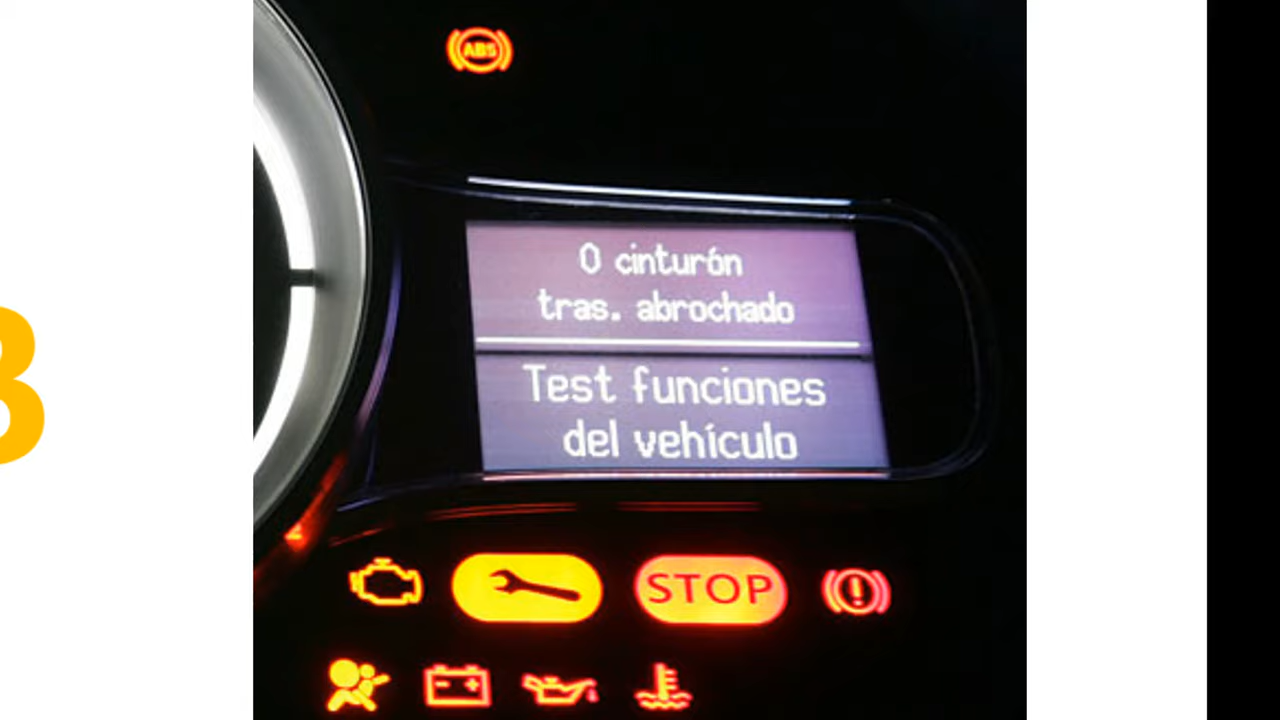 ABS
0 cinturón
tras. abrochado
Test funciones
del vehículo
STOP